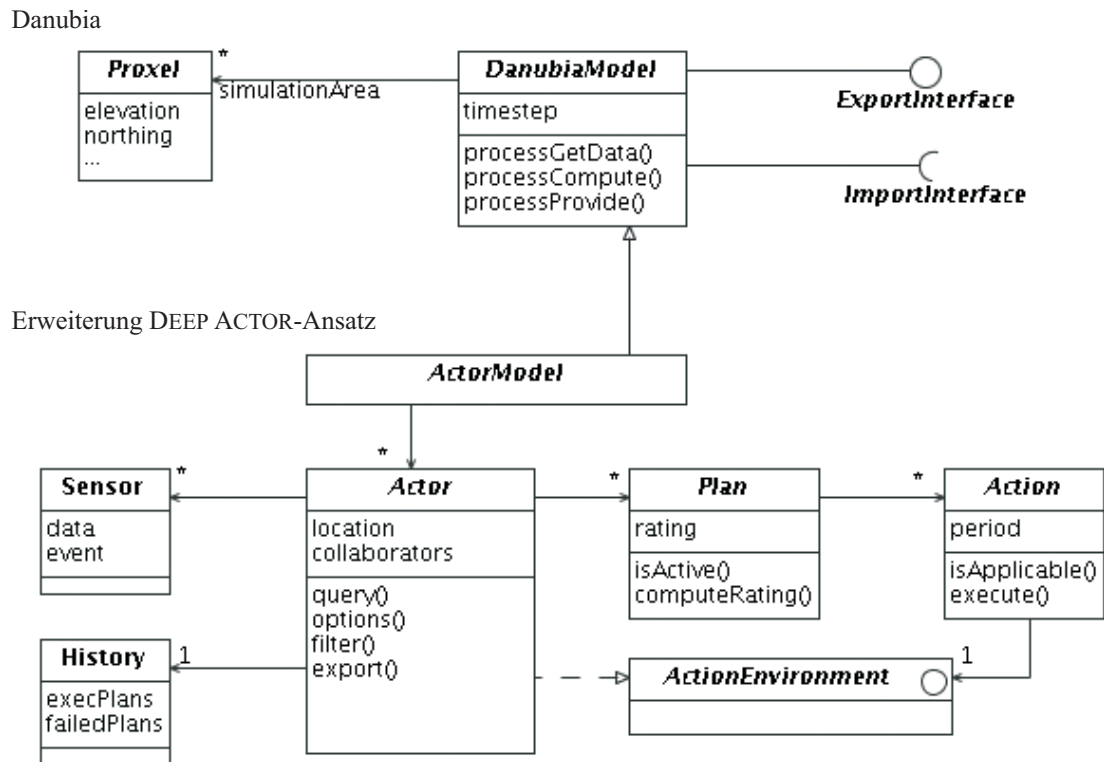 Danubia
Proxel
elevation
northing
...
*
simulationArea
DanubiaModel
timestep
processGetData()
processCompute()
processProvide()
ExportInterface
ImportInterface
Erweiterung DEEP ACTOR-Ansatz
ActorModel
*
Sensor
data
event
*
Actor
location
collaborators
query()
options()
filter()
export()
*
Plan
rating
isActive()
computeRating()
*
Action
period
isApplicable()
execute()
History
execPlans
failedPlans
1
ActionEnvironment
1